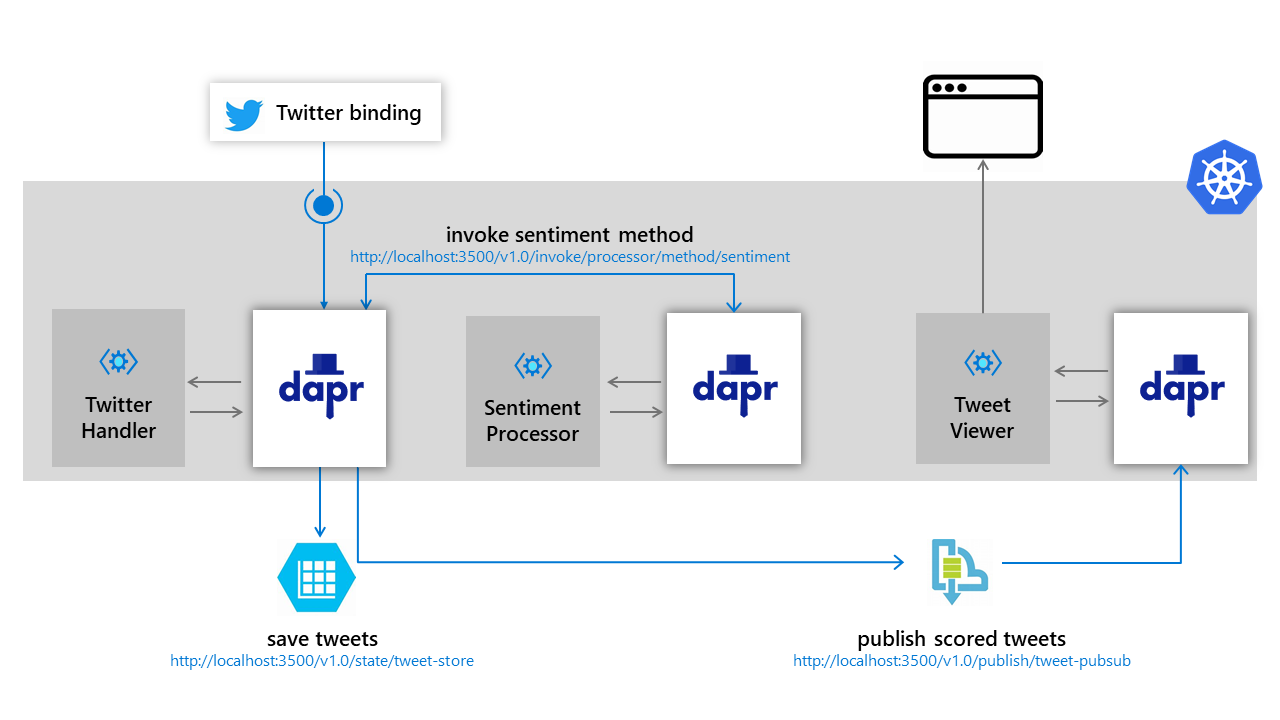 Twitter binding
invoke sentiment method
http://localhost:3500/v1.0/invoke/processor/method/sentiment
Twitter
Handler
dapr
Sentiment
Processor
dapr
Tweet
Viewer
dapr
save tweets
http://localhost:3500/v1.0/state/tweet-store
publish scored tweets
http://localhost:3500/v1.0/publish/tweet-pubsub